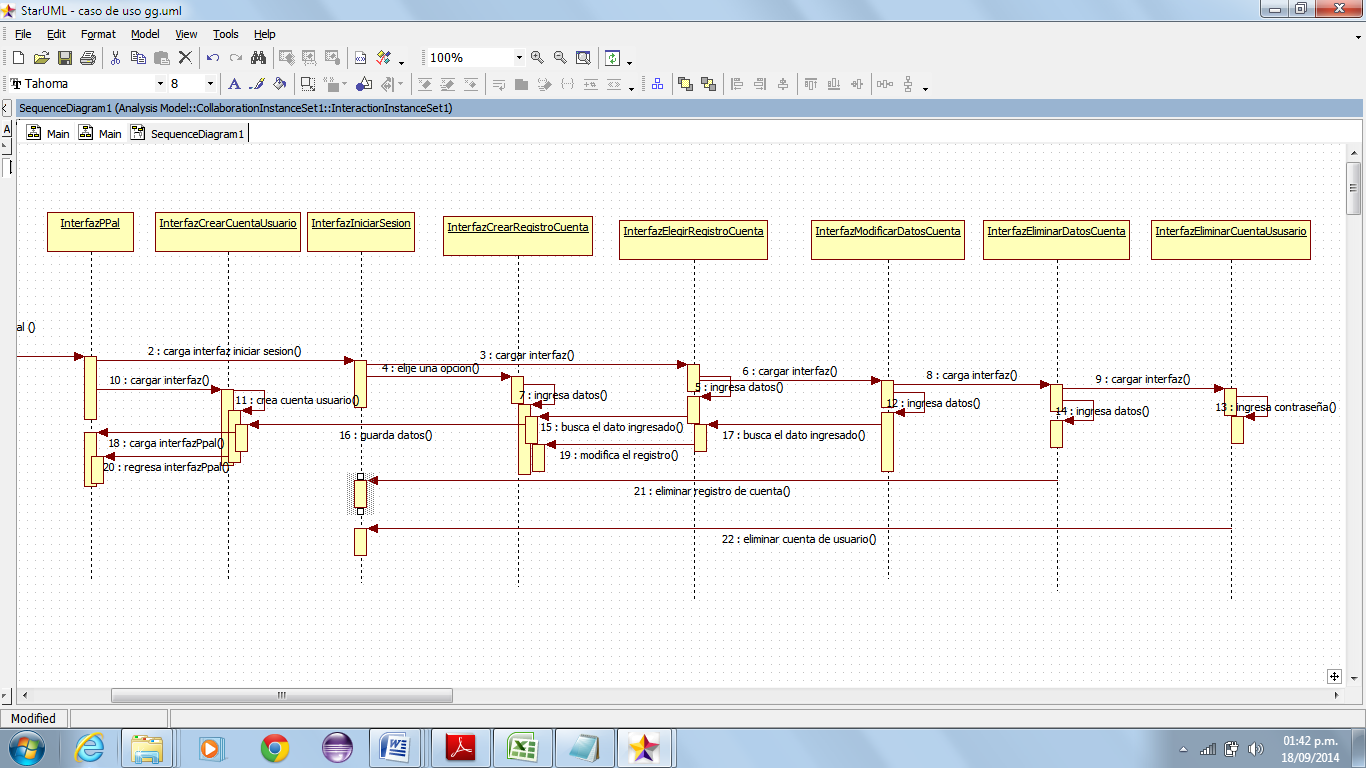 StarUML - caso de uso gg.uml
File Edit Format Model View Tools Help
100%
Tahoma 8
SequenceDiagram1 (Analysis Model::CollaborationInstanceSet1::InteractionInstanceSet1)
Main Main SequenceDiagram1
InterfazPPal InterfazCrearCuentaUsuario InterfazIniciarSesion InterfazCrearRegistroCuenta InterfazElegirRegistroCuenta InterfazModificarDatosCuenta InterfazEliminarDatosCuenta InterfazEliminarCuentaUsusario
al ()
2 : carga interfaz iniciar sesion()
3 : cargar interfaz()
4 : elije una opcion()
6 : cargar interfaz()
8 : carga interfaz()
9 : cargar interfaz()
10 : cargar interfaz()
5 : ingresa datos()
7 : ingresa datos()
11 : crea cuenta usuario()
12 : ingresa datos()
14 : ingresa datos()
13 : ingresa contraseña()
15 : busca el dato ingresado()
16 : guarda datos()
17 : busca el dato ingresado()
18 : carga interfazPpal()
19 : modifica el registro()
20 : regresa interfazPpal()
21 : eliminar registro de cuenta()
22 : eliminar cuenta de usuario()
Modified
01:42 p.m.
18/09/2014